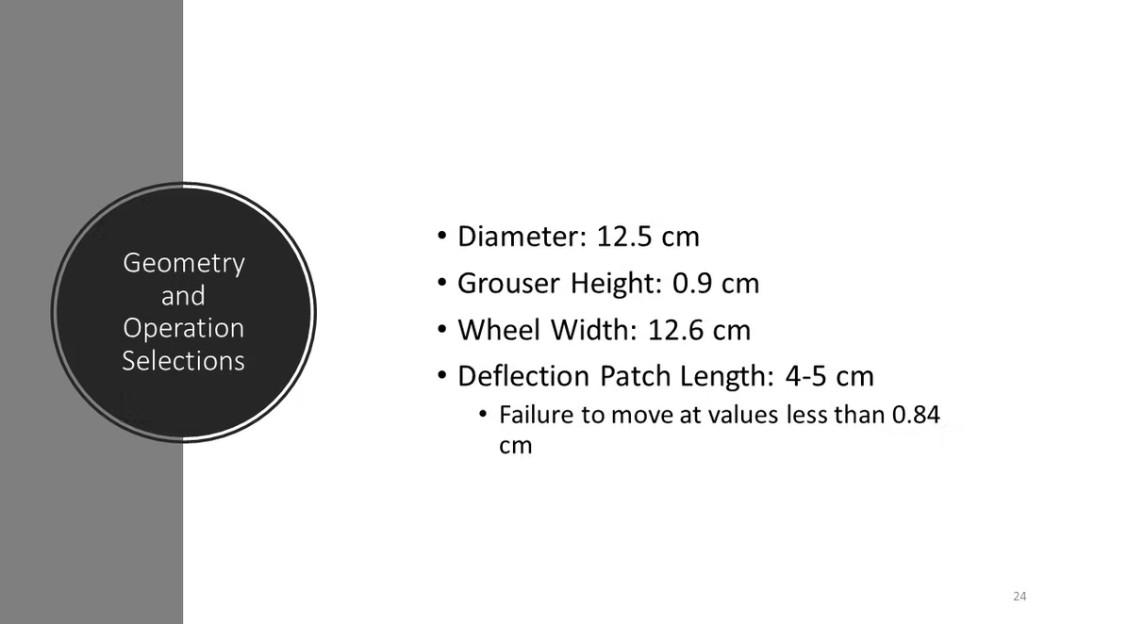 Geometry
and
Operation
Selections
• Diameter: 12.5 cm
• Grouser Height: 0.9 cm
• Wheel Width: 12.6 cm
• Deflection Patch Length: 4-5 cm
• Failure to move at values less than 0.84
cm
24